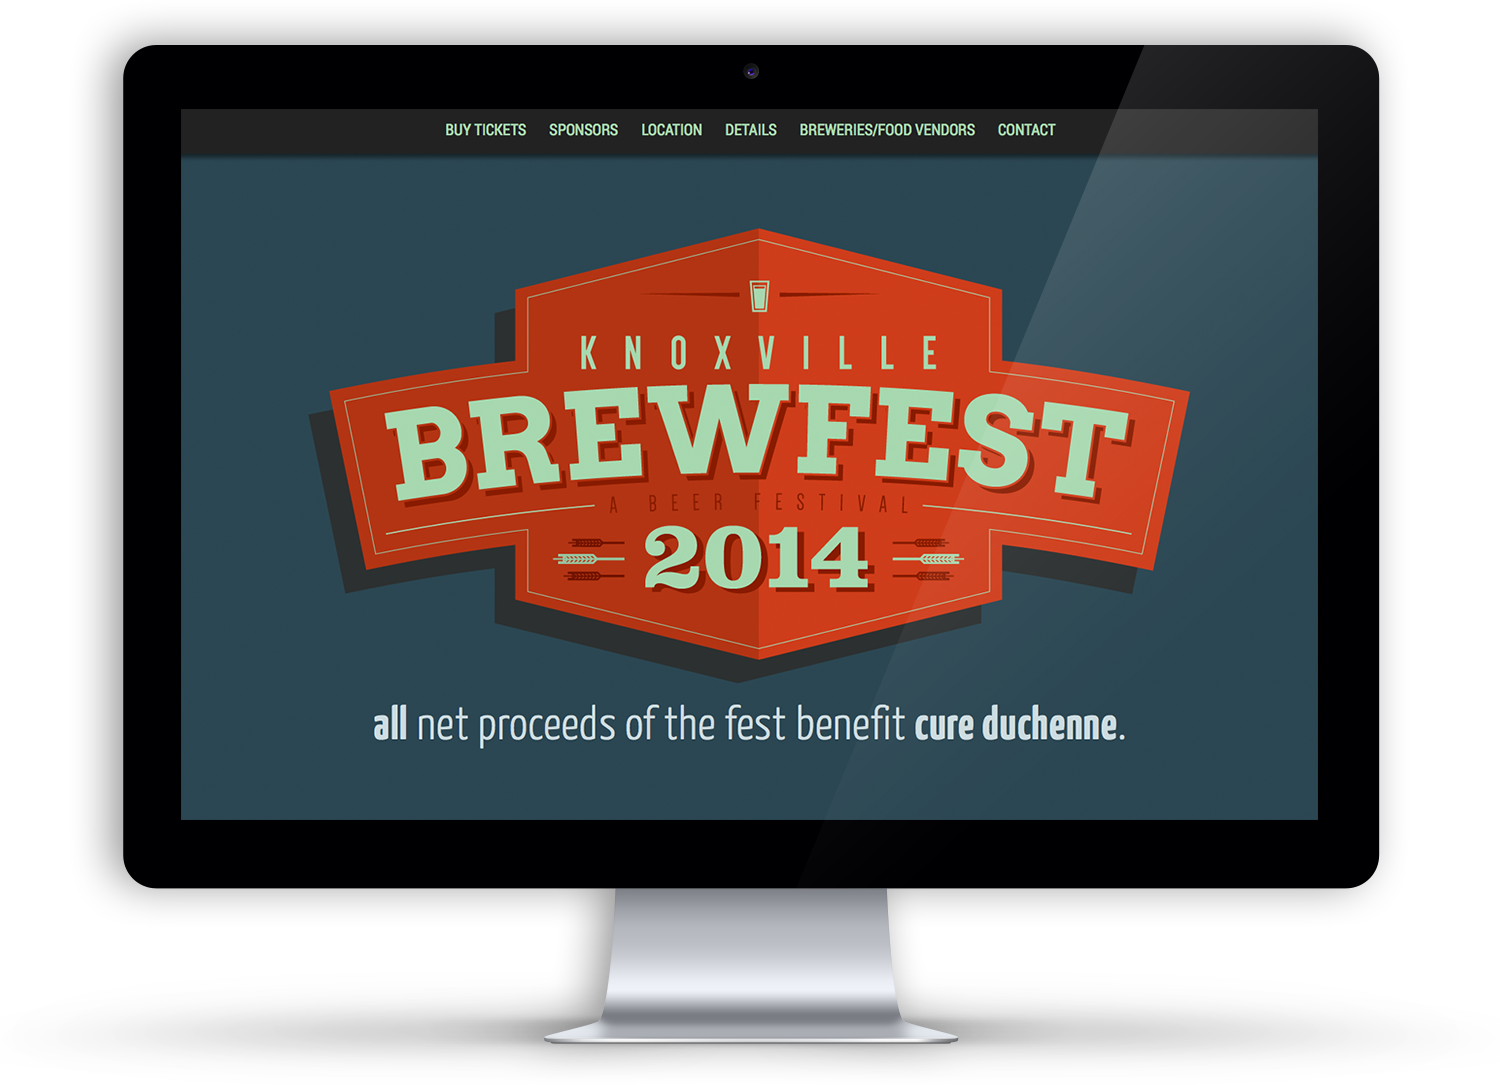 BUY TICKETS SPONSORS LOCATION DETAILS BREWERIES/FOOD VENDORS CONTACT
KNOXVILLE
BREWFEST
A BEER FESTIVAL
2014
all net proceeds of the fest benefit cure duchenne.